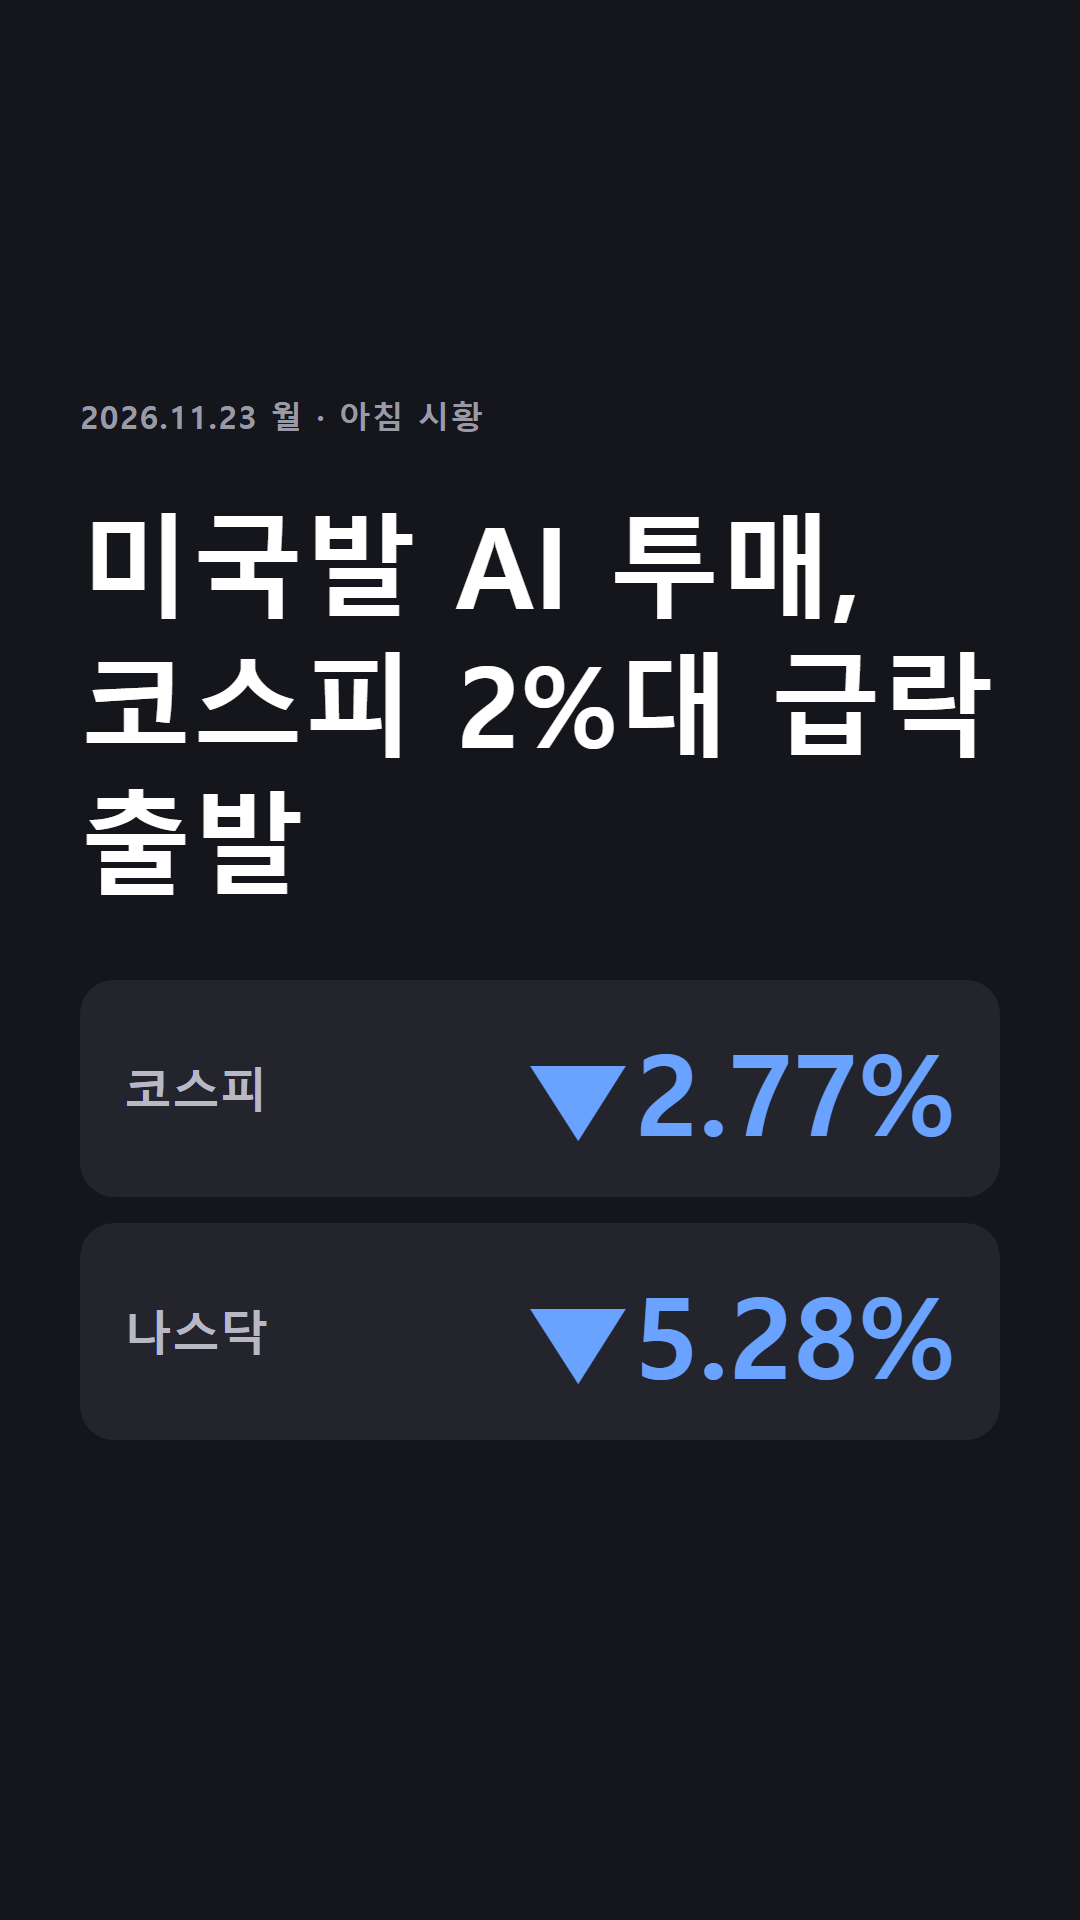 2026.11.23 월 · 아침 시황
미국발 AI 투매,
코스피 2%대 급락
출발
코스피 ▼2.77%
나스닥 ▼5.28%